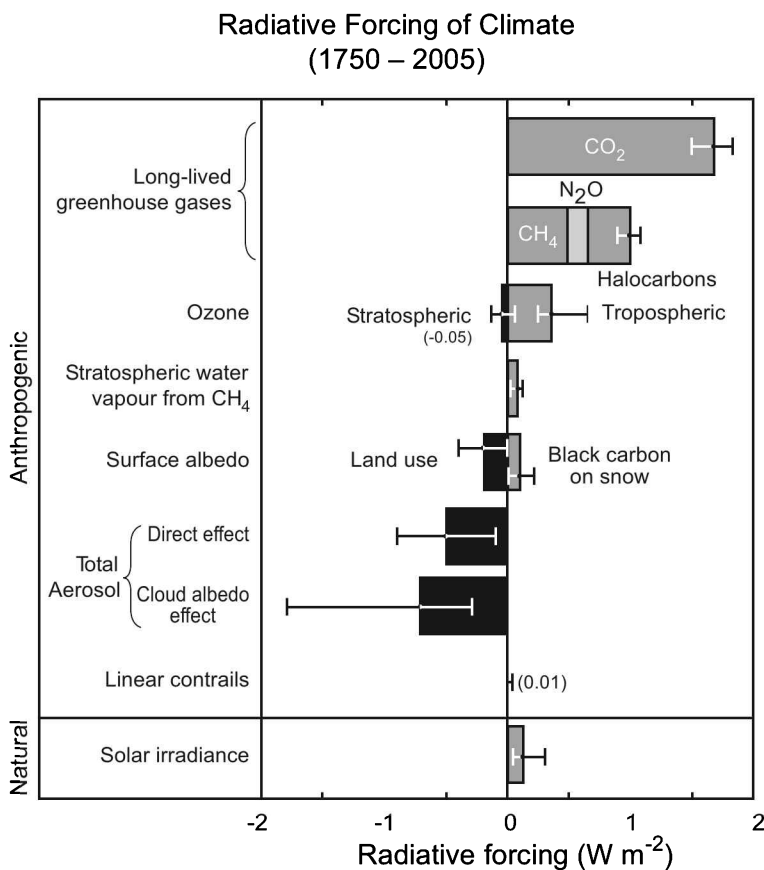 Radiative Forcing of Climate
(1750 – 2005)
Anthropogenic
Long-lived
greenhouse gases
CO₂
N₂O
CH₄
Halocarbons
Ozone
Stratospheric
(-0.05)
Tropospheric
Stratospheric water
vapour from CH₄
Surface albedo
Land use
Black carbon
on snow
Total
Aerosol
Direct effect
Cloud albedo
effect
Linear contrails
(0.01)
Natural
Solar irradiance
-2 -1 0 1 2
Radiative forcing (W m⁻²)